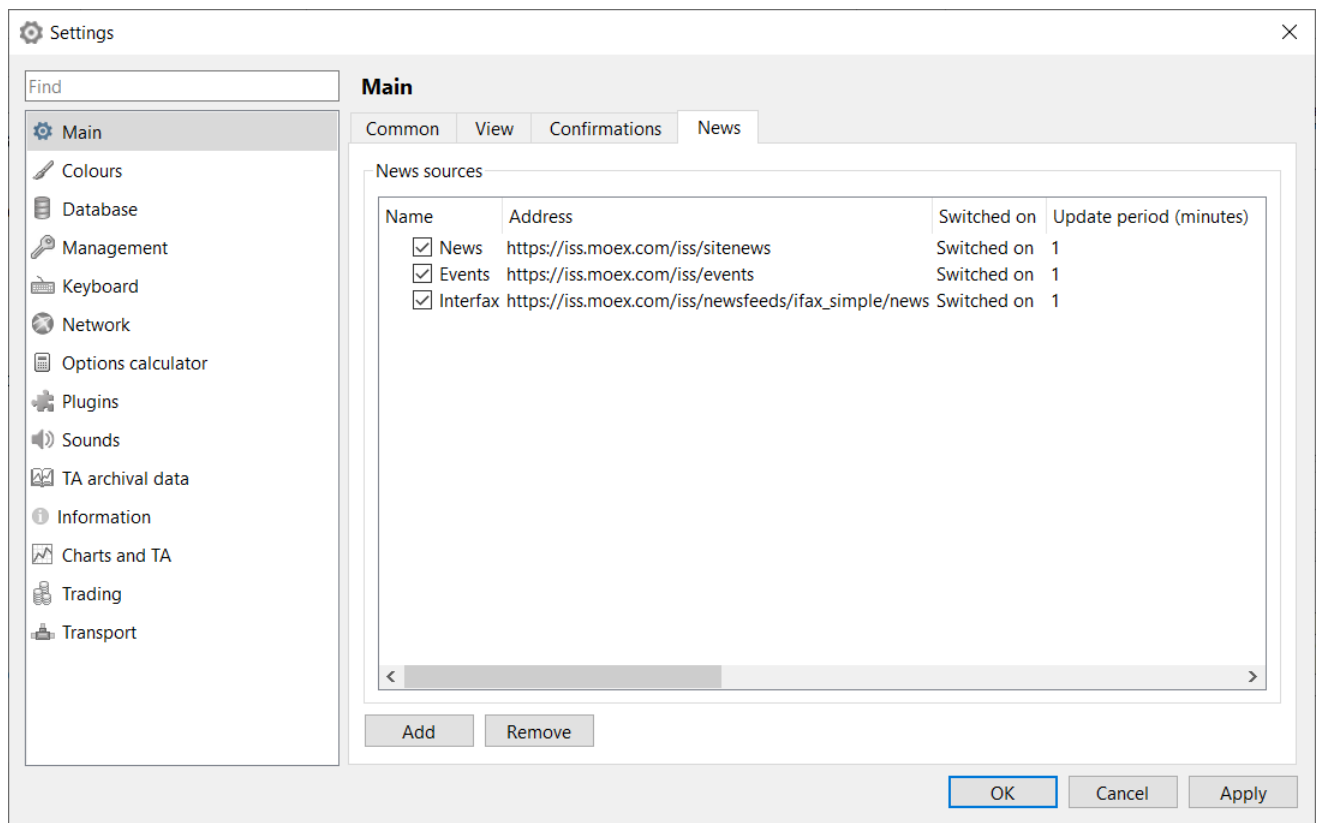 Settings
Find
Main
Colours
Database
Management
Keyboard
Network
Options calculator
Plugins
Sounds
TA archival data
Information
Charts and TA
Trading
Transport
Main
Common View Confirmations News
News sources
Name Address Switched on Update period (minutes)
News https://iss.moex.com/iss/sitenews Switched on 1
Events https://iss.moex.com/iss/events Switched on 1
Interfax https://iss.moex.com/iss/newsfeeds/ifax_simple/news Switched on 1
Add Remove
OK Cancel Apply